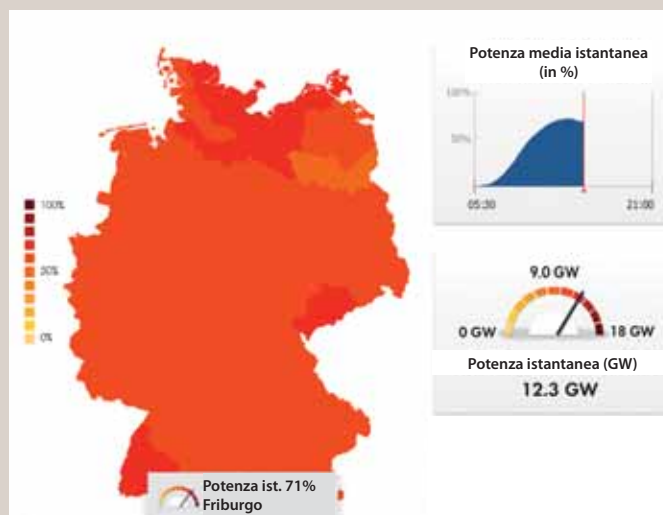 Potenza media istantanea
(in %)
100%
50%
05:30
21:00
100%
50%
0%
9.0 GW
0 GW
18 GW
Potenza istantanea (GW)
12.3 GW
Potenza ist. 71%
Friburgo